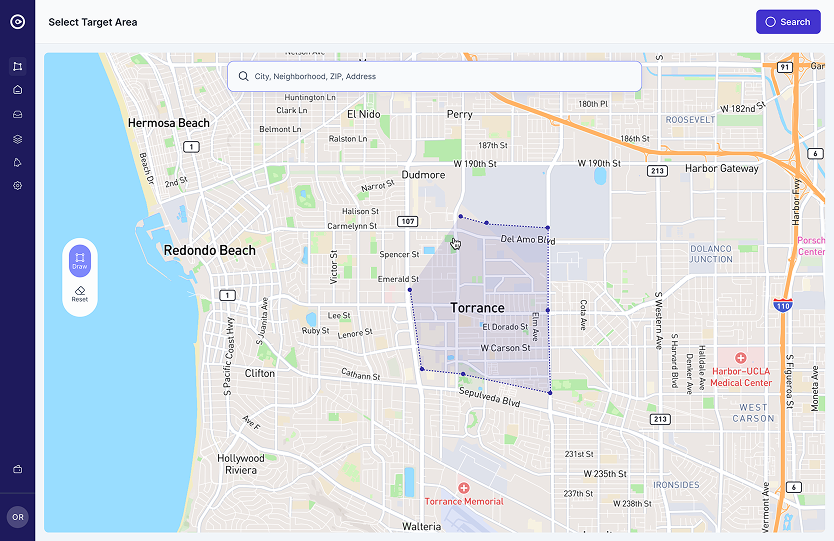 Select Target Area
Search
City, Neighborhood, ZIP, Address
91
Huntington Ln
Clark Ln
El Nido
Perry
180th Pl
W 182nd St
ROOSEVELT
Hermosa Beach
Belmont Ln
Ralston Ln
187th St
186th St
1
6
Beach Dr
2nd St
Dudmore
W 190th St
W 190th St
213
Harbor Gateway
Narrot St
Harbor Fwy
Halison St
107
Carmelynn St
Del Amo Blvd
Redondo Beach
Victor St
Spencer St
DOLANCO
JUNCTION
Porsch
Center
Draw
Emerald St
Reset
1
Torrance
Cota Ave
S Western Ave
110
S Juanita Ave
Lee St
Ruby St
Lenore St
El Dorado St
Elm Ave
W Carson St
S Pacific Coast Hwy
Clifton
Cathann St
S Harvard Blvd
Denker Ave
Halldale Ave
Harbor-UCLA
Medical Center
S Figueroa St
Moneta Ave
Sepulveda Blvd
WEST
CARSON
Ave F
213
Hollywood
Riviera
231st St
W 235th St
237th St
W 238th St
IRONSIDES
6
Vermont Ave
Torrance Memorial
Walteria
OR